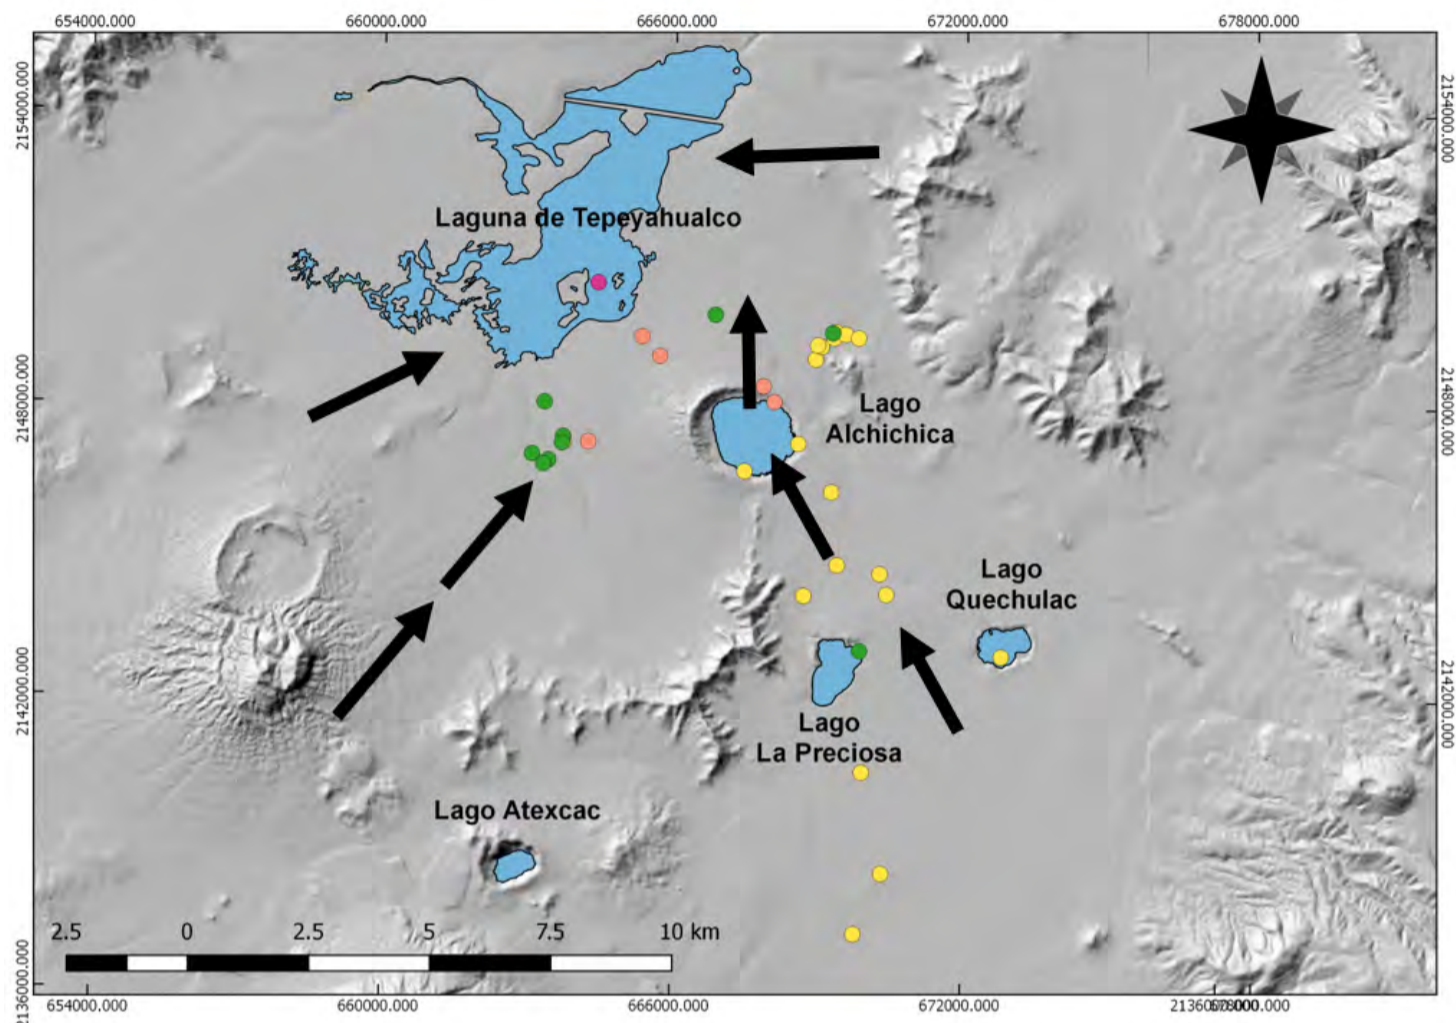 654000.000 660000.000 666000.000 672000.000 678000.000
2154000.000 2154000.000
Laguna de Tepeyahualco
2148000.000 2148000.000
Lago
Alchichica
Lago
Quechulac
2142000.000 2142000.000
Lago
La Preciosa
Lago Atexcac
2.5 0 2.5 5 7.5 10 km
2136000.000
654000.000 660000.000 666000.000 672000.000